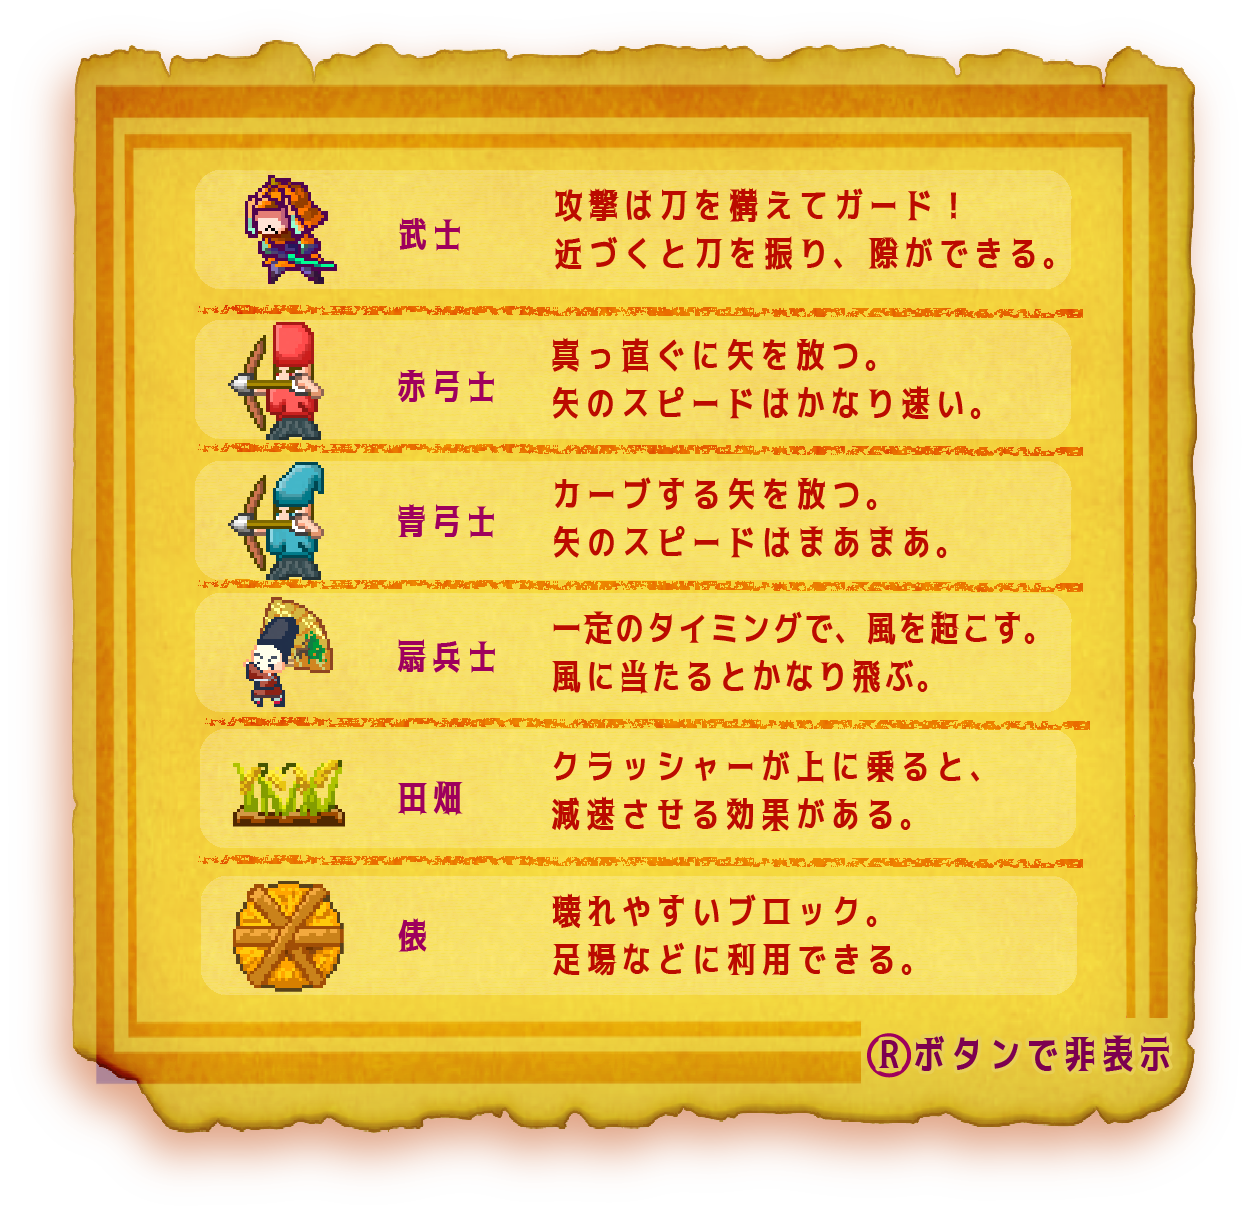 武士
攻撃は刀を構えてガード！
近づくと刀を振り、隙ができる。
赤弓士
真っ直ぐに矢を放つ。
矢のスピードはかなり速い。
青弓士
カーブする矢を放つ。
矢のスピードはまあまあ。
扇兵士
一定のタイミングで、風を起こす。
風に当たるとかなり飛ぶ。
田畑
クラッシャーが上に乗ると、
減速させる効果がある。
俵
壊れやすいブロック。
足場などに利用できる。
Ⓡボタンで非表示